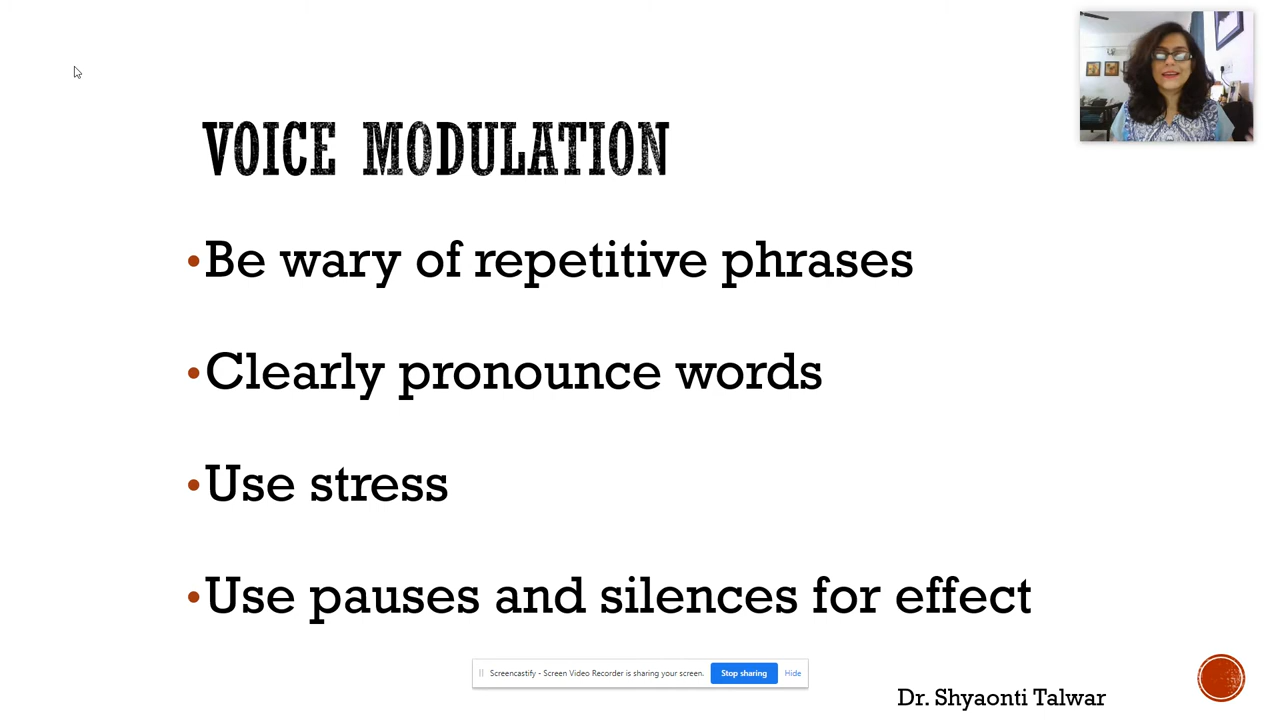 VOICE MODULATION
•Be wary of repetitive phrases
•Clearly pronounce words
•Use stress
•Use pauses and silences for effect
Screencastify - Screen Video Recorder is sharing your screen. Stop sharing Hide
Dr. Shyaonti Talwar